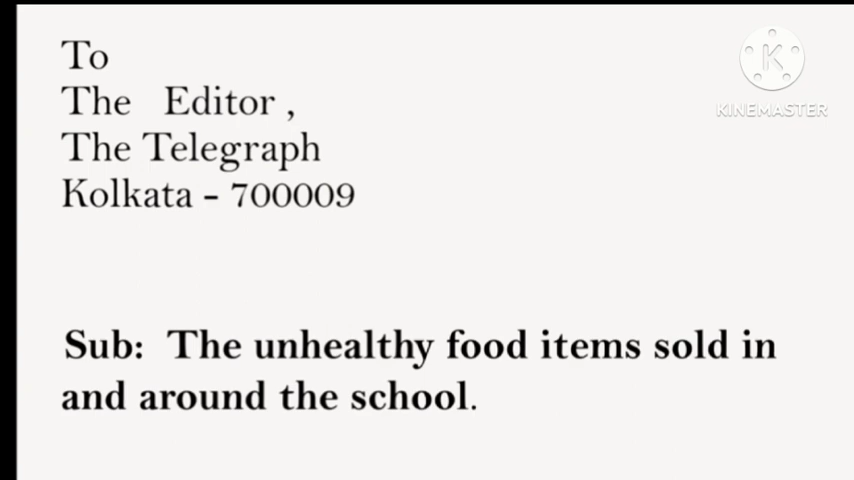 To
The Editor ,
The Telegraph
Kolkata - 700009
Sub: The unhealthy food items sold in
and around the school.
K
KINEMASTER